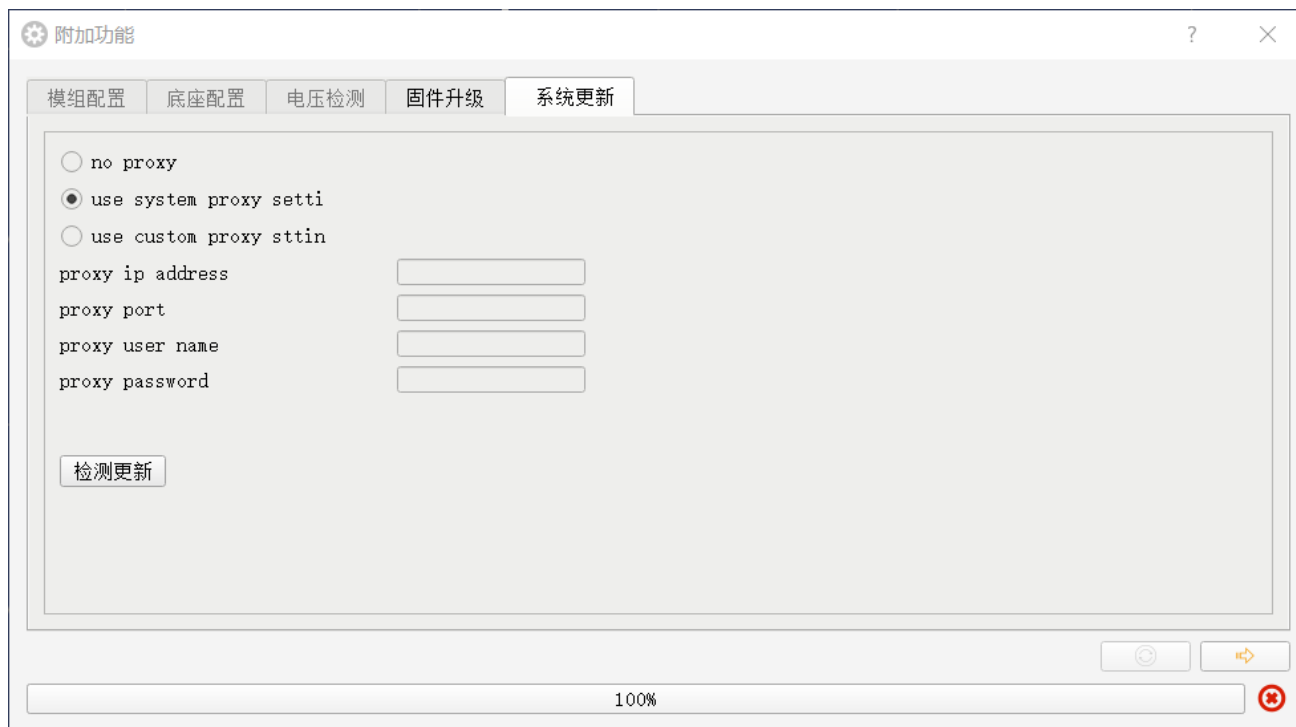 附加功能
模组配置 底座配置 电压检测 固件升级 系统更新
no proxy
use system proxy setti
use custom proxy sttin
proxy ip address
proxy port
proxy user name
proxy password
检测更新
100%